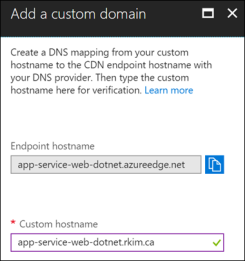 Add a custom domain
Create a DNS mapping from your custom
hostname to the CDN endpoint hostname with
your DNS provider. Then type the custom
hostname here for verification. Learn more
Endpoint hostname
app-service-web-dotnet.azureedge.net
* Custom hostname
app-service-web-dotnet.rkim.ca